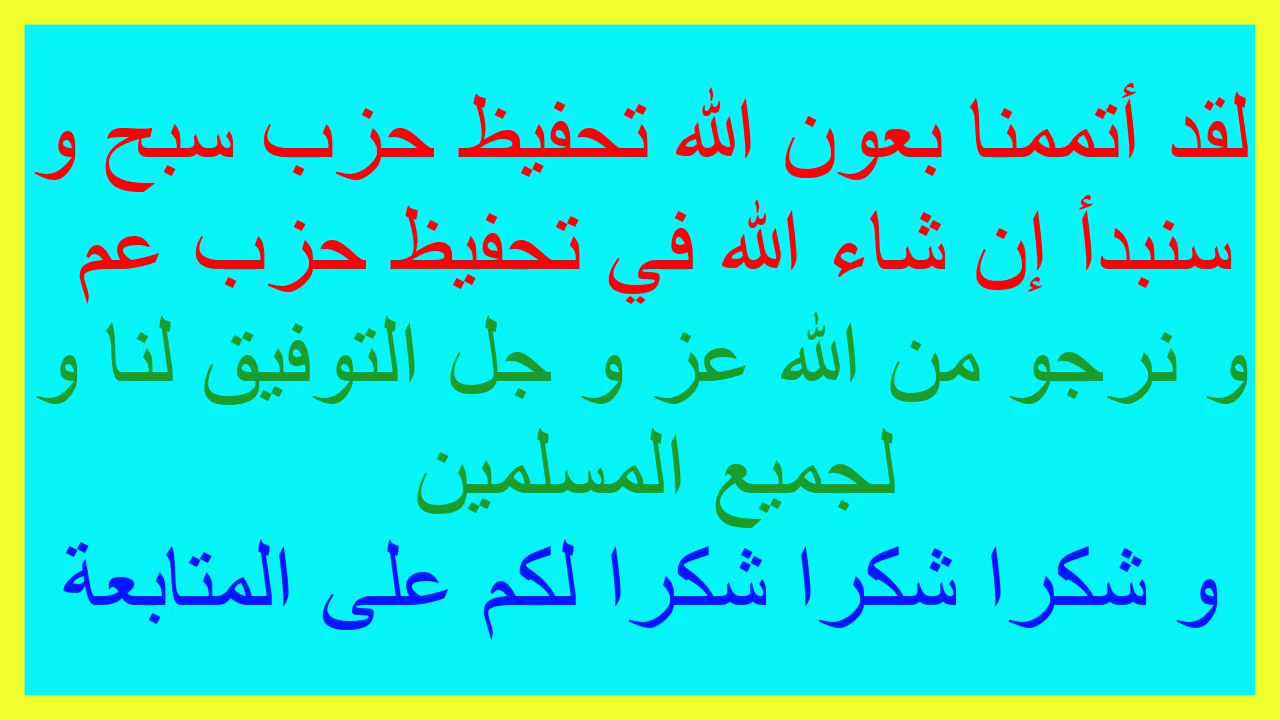 لقد أتممنا بعون الله تحفيظ حزب سبح و
سنبدأ إن شاء الله في تحفيظ حزب عم
و نرجو من الله عز و جل التوفيق لنا و
لجميع المسلمين
و شكرا شكرا شكرا لكم على المتابعة